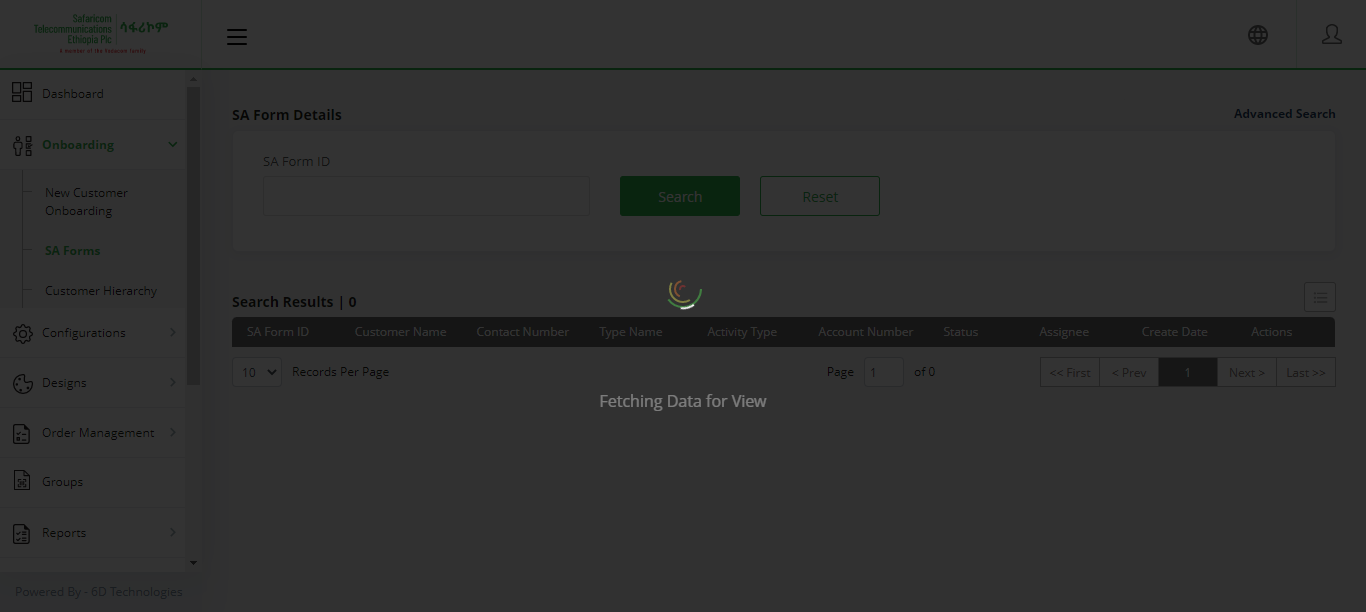 Safaricom
Telecommunications
Ethiopia Plc
ሳፋሪኮም
A member of the Vodacom family
Dashboard
Onboarding
New Customer
Onboarding
SA Forms
Customer Hierarchy
Configurations
Designs
Order Management
Groups
Reports
Powered By - 6D Technologies
SA Form Details
Advanced Search
SA Form ID
Search
Reset
Search Results | 0
SA Form ID Customer Name Contact Number Type Name Activity Type Account Number Status Assignee Create Date Actions
10 Records Per Page
Page 1 of 0
<< First < Prev 1 Next > Last >>
Fetching Data for View